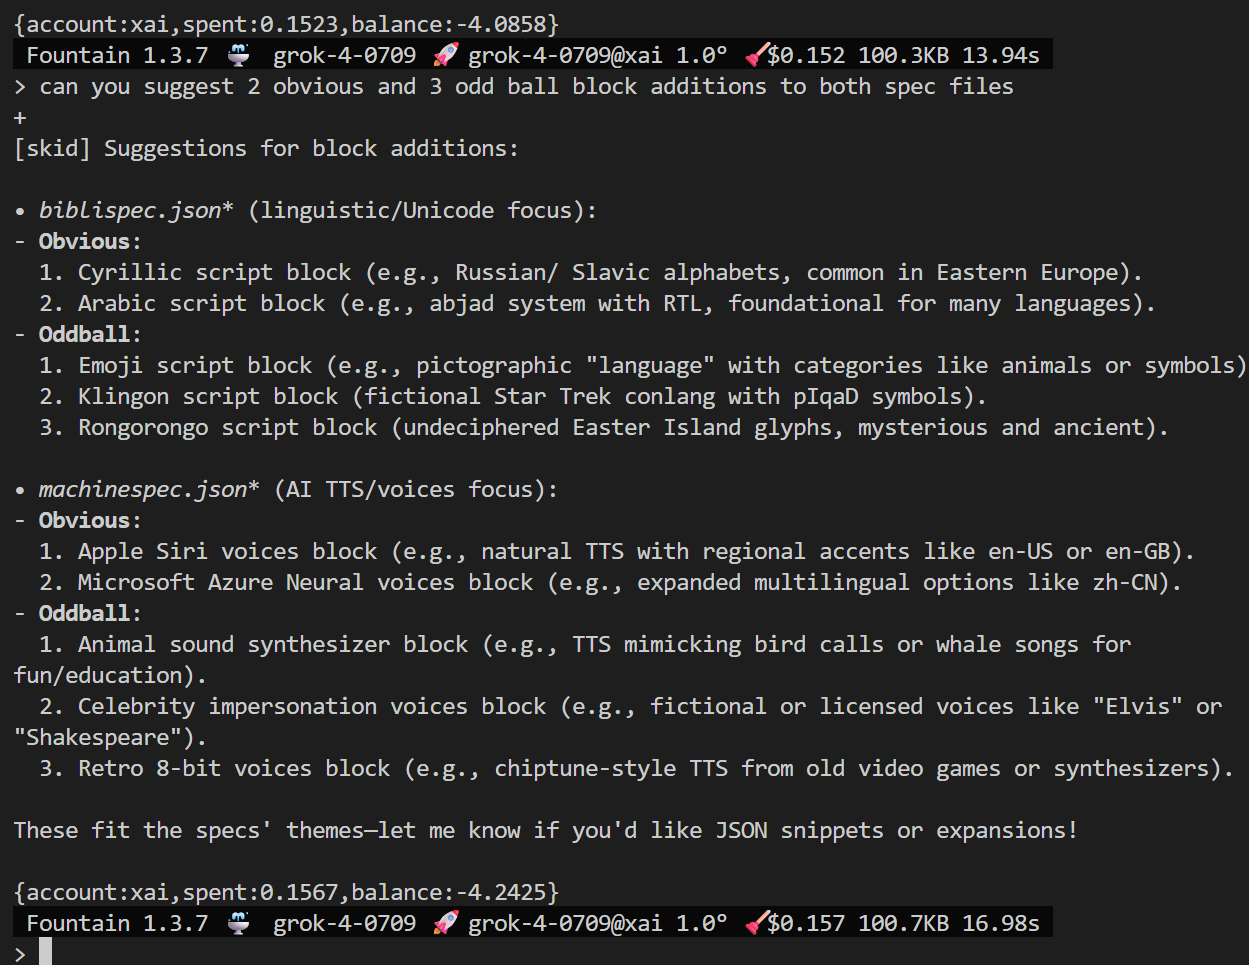 {account:xai,spent:0.1523,balance:-4.0858}
Fountain 1.3.7 ⛲ grok-4-0709 🚀 grok-4-0709@xai 1.0° 🧹$0.152 100.3KB 13.94s
> can you suggest 2 obvious and 3 odd ball block additions to both spec files
+
[skid] Suggestions for block additions:
• biblispec.json* (linguistic/Unicode focus):
- Obvious:
1. Cyrillic script block (e.g., Russian/ Slavic alphabets, common in Eastern Europe).
2. Arabic script block (e.g., abjad system with RTL, foundational for many languages).
- Oddball:
1. Emoji script block (e.g., pictographic "language" with categories like animals or symbols)
2. Klingon script block (fictional Star Trek conlang with pIqaD symbols).
3. Rongorongo script block (undeciphered Easter Island glyphs, mysterious and ancient).
• machinespec.json* (AI TTS/voices focus):
- Obvious:
1. Apple Siri voices block (e.g., natural TTS with regional accents like en-US or en-GB).
2. Microsoft Azure Neural voices block (e.g., expanded multilingual options like zh-CN).
- Oddball:
1. Animal sound synthesizer block (e.g., TTS mimicking bird calls or whale songs for
fun/education).
2. Celebrity impersonation voices block (e.g., fictional or licensed voices like "Elvis" or
"Shakespeare").
3. Retro 8-bit voices block (e.g., chiptune-style TTS from old video games or synthesizers).
These fit the specs' themes—let me know if you'd like JSON snippets or expansions!
{account:xai,spent:0.1567,balance:-4.2425}
Fountain 1.3.7 ⛲ grok-4-0709 🚀 grok-4-0709@xai 1.0° 🧹$0.157 100.7KB 16.98s
>